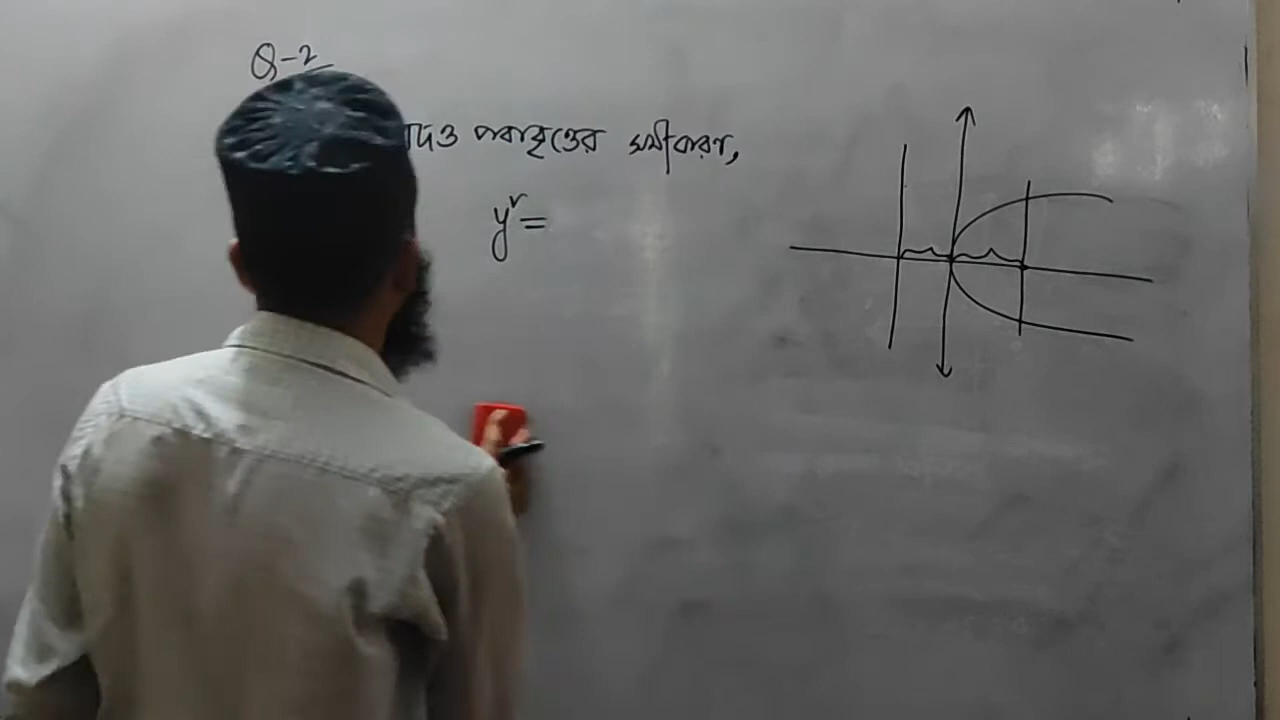 Q-2
পরাবৃত্তের সমীকরণ,
y² =